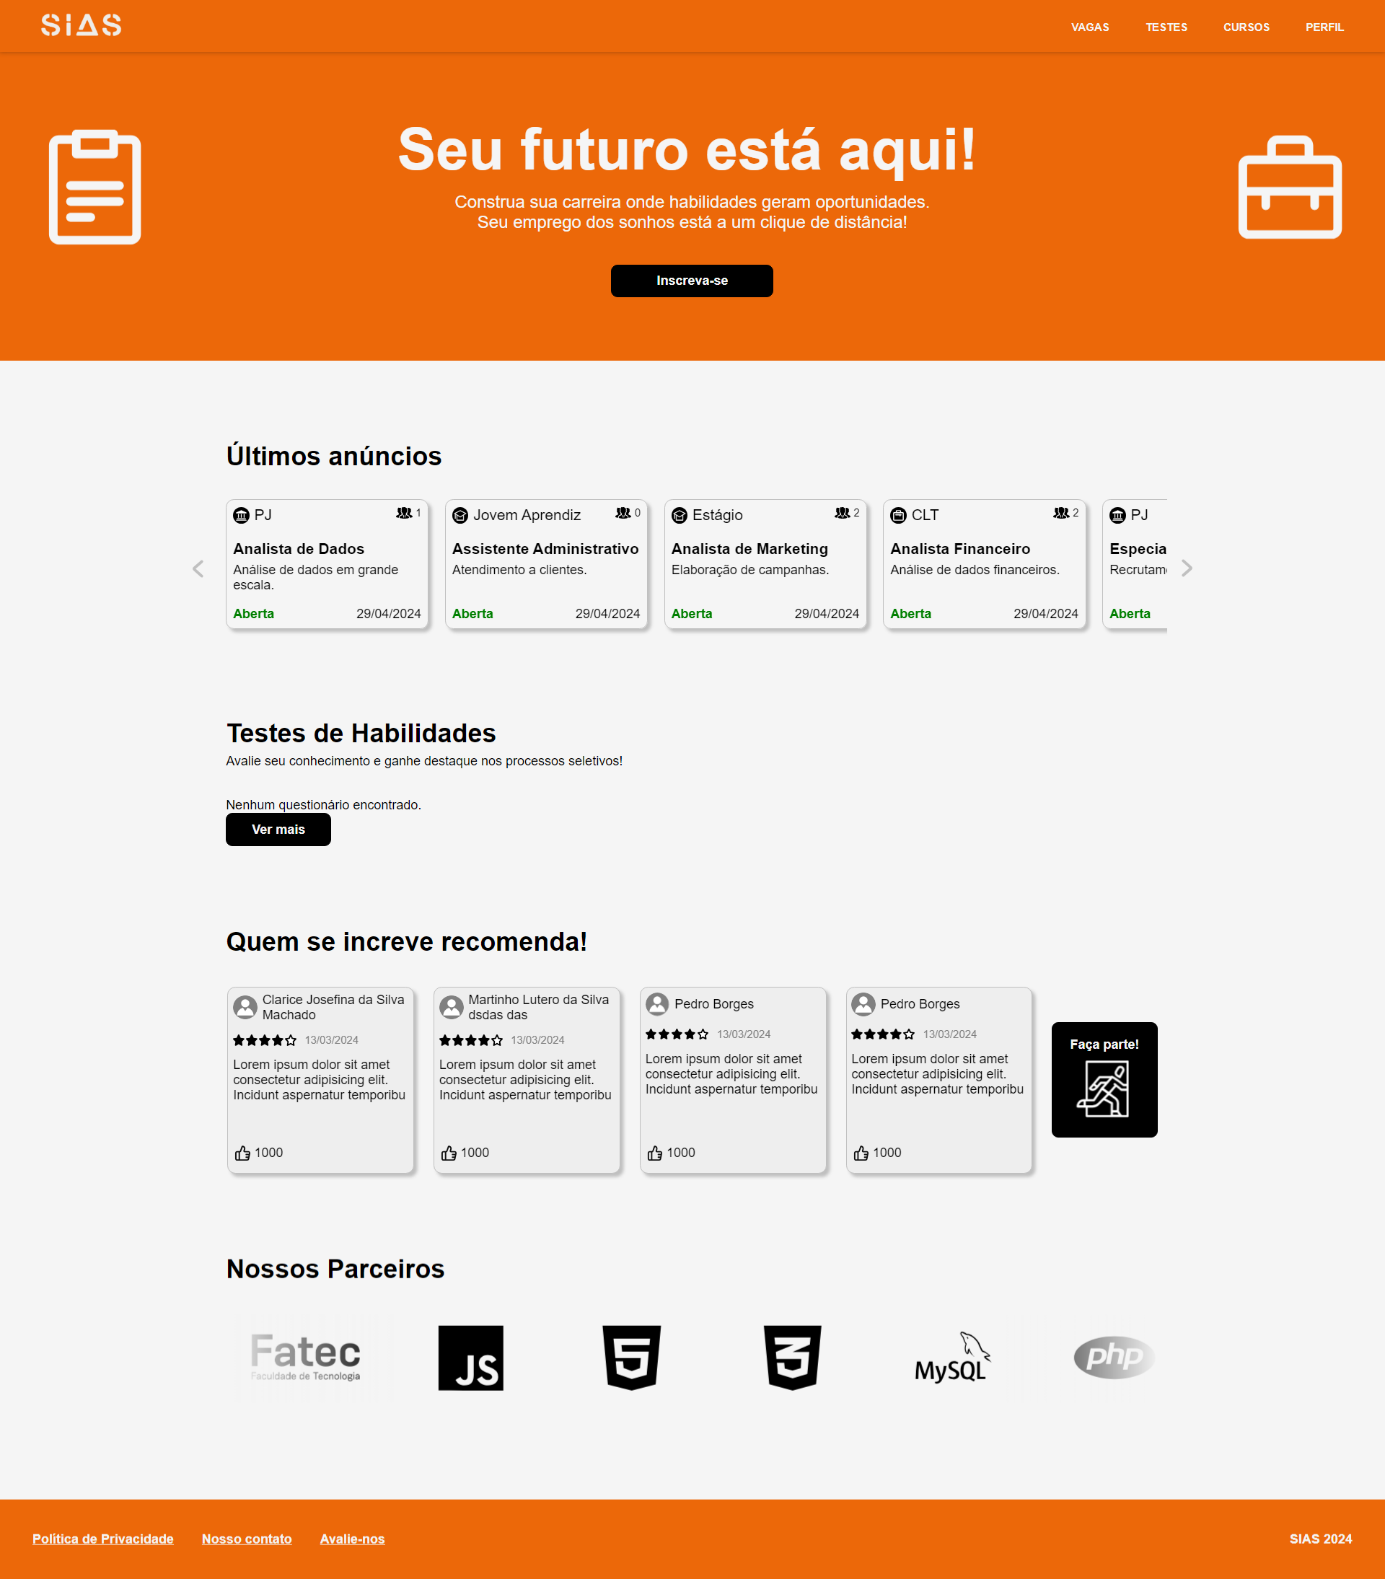 SIAS
VAGAS TESTES CURSOS PERFIL
Seu futuro está aqui!
Construa sua carreira onde habilidades geram oportunidades.
Seu emprego dos sonhos está a um clique de distância!
Inscreva-se
Últimos anúncios
PJ 1
Analista de Dados
Análise de dados em grande
escala.
Aberta 29/04/2024
Jovem Aprendiz 0
Assistente Administrativo
Atendimento a clientes.
Aberta 29/04/2024
Estágio 2
Analista de Marketing
Elaboração de campanhas.
Aberta 29/04/2024
CLT 2
Analista Financeiro
Análise de dados financeiros.
Aberta 29/04/2024
PJ
Especia
Recrutam
Aberta
Testes de Habilidades
Avalie seu conhecimento e ganhe destaque nos processos seletivos!
Nenhum questionário encontrado.
Ver mais
Quem se increve recomenda!
Clarice Josefina da Silva
Machado
13/03/2024
Lorem ipsum dolor sit amet
consectetur adipisicing elit.
Incidunt aspernatur temporibu
1000
Martinho Lutero da Silva
dsdas das
13/03/2024
Lorem ipsum dolor sit amet
consectetur adipisicing elit.
Incidunt aspernatur temporibu
1000
Pedro Borges
13/03/2024
Lorem ipsum dolor sit amet
consectetur adipisicing elit.
Incidunt aspernatur temporibu
1000
Pedro Borges
13/03/2024
Lorem ipsum dolor sit amet
consectetur adipisicing elit.
Incidunt aspernatur temporibu
1000
Faça parte!
Nossos Parceiros
Fatec
Faculdade de Tecnologia
JS
5
3
MySQL
php
Política de Privacidade Nosso contato Avalie-nos
SIAS 2024